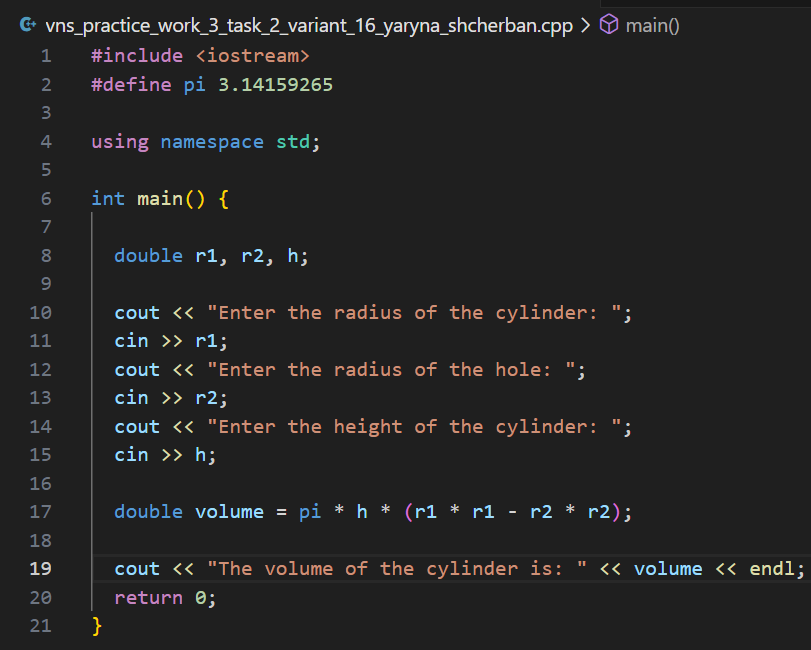 vns_practice_work_3_task_2_variant_16_yaryna_shcherban.cpp > main()
1 #include <iostream>
2 #define pi 3.14159265
3
4 using namespace std;
5
6 int main() {
7
8 double r1, r2, h;
9
10 cout << "Enter the radius of the cylinder: ";
11 cin >> r1;
12 cout << "Enter the radius of the hole: ";
13 cin >> r2;
14 cout << "Enter the height of the cylinder: ";
15 cin >> h;
16
17 double volume = pi * h * (r1 * r1 - r2 * r2);
18
19 cout << "The volume of the cylinder is: " << volume << endl;
20 return 0;
21 }